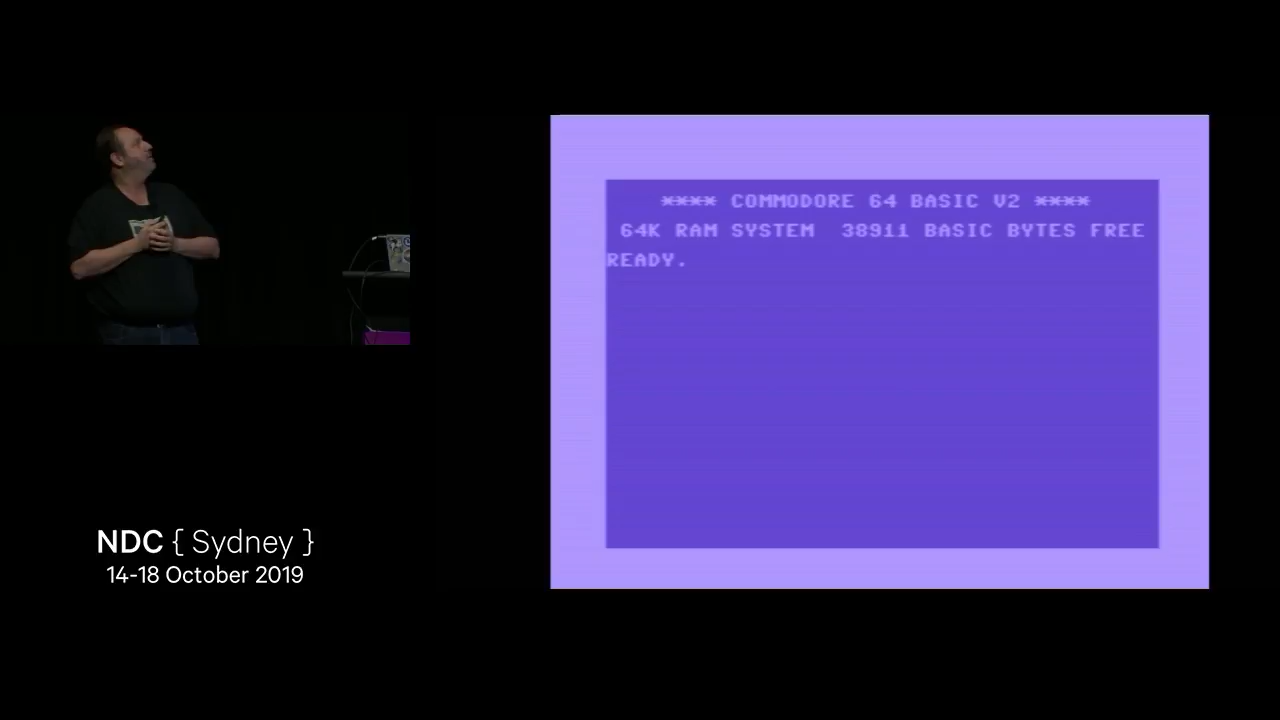 **** COMMODORE 64 BASIC V2 ****
64K RAM SYSTEM  38911 BASIC BYTES FREE
READY.
NDC { Sydney }
14-18 October 2019